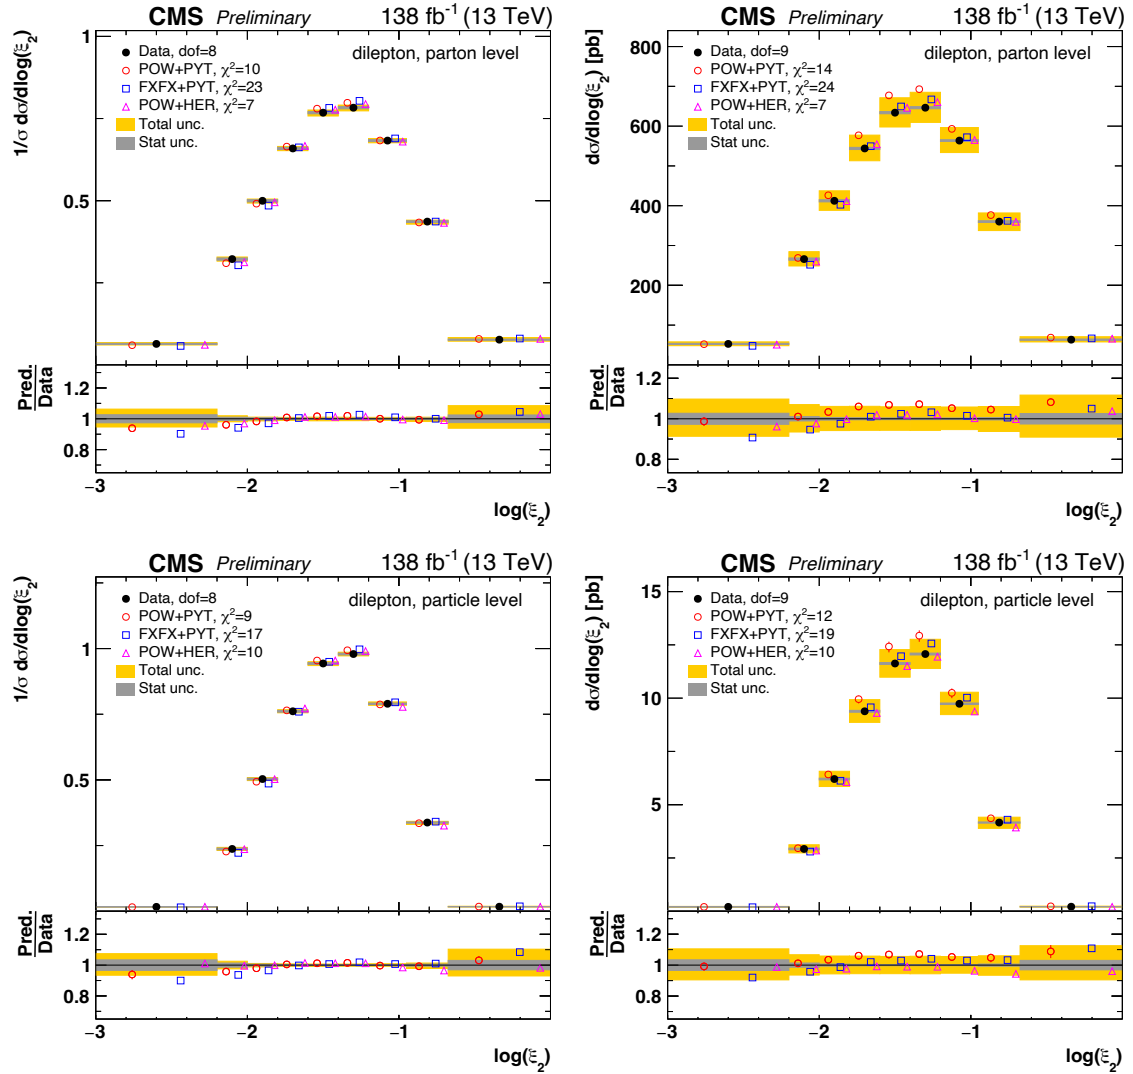 CMS Preliminary 138 fb⁻¹ (13 TeV)
1/σ dσ/dlog(ξ₂)
1
0.5
Data, dof=8
POW+PYT, χ²=10
FXFX+PYT, χ²=23
POW+HER, χ²=7
Total unc.
Stat unc.
dilepton, parton level
Pred.
Data
1.2
1
0.8
−3 −2 −1
log(ξ₂)
CMS Preliminary 138 fb⁻¹ (13 TeV)
dσ/dlog(ξ₂) [pb]
800
600
400
200
Data, dof=9
POW+PYT, χ²=14
FXFX+PYT, χ²=24
POW+HER, χ²=7
Total unc.
Stat unc.
dilepton, parton level
Pred.
Data
1.2
1
0.8
−3 −2 −1
log(ξ₂)
CMS Preliminary 138 fb⁻¹ (13 TeV)
1/σ dσ/dlog(ξ₂)
1
0.5
Data, dof=8
POW+PYT, χ²=9
FXFX+PYT, χ²=17
POW+HER, χ²=10
Total unc.
Stat unc.
dilepton, particle level
Pred.
Data
1.2
1
0.8
−3 −2 −1
log(ξ₂)
CMS Preliminary 138 fb⁻¹ (13 TeV)
dσ/dlog(ξ₂) [pb]
15
10
5
Data, dof=9
POW+PYT, χ²=12
FXFX+PYT, χ²=19
POW+HER, χ²=10
Total unc.
Stat unc.
dilepton, particle level
Pred.
Data
1.2
1
0.8
−3 −2 −1
log(ξ₂)